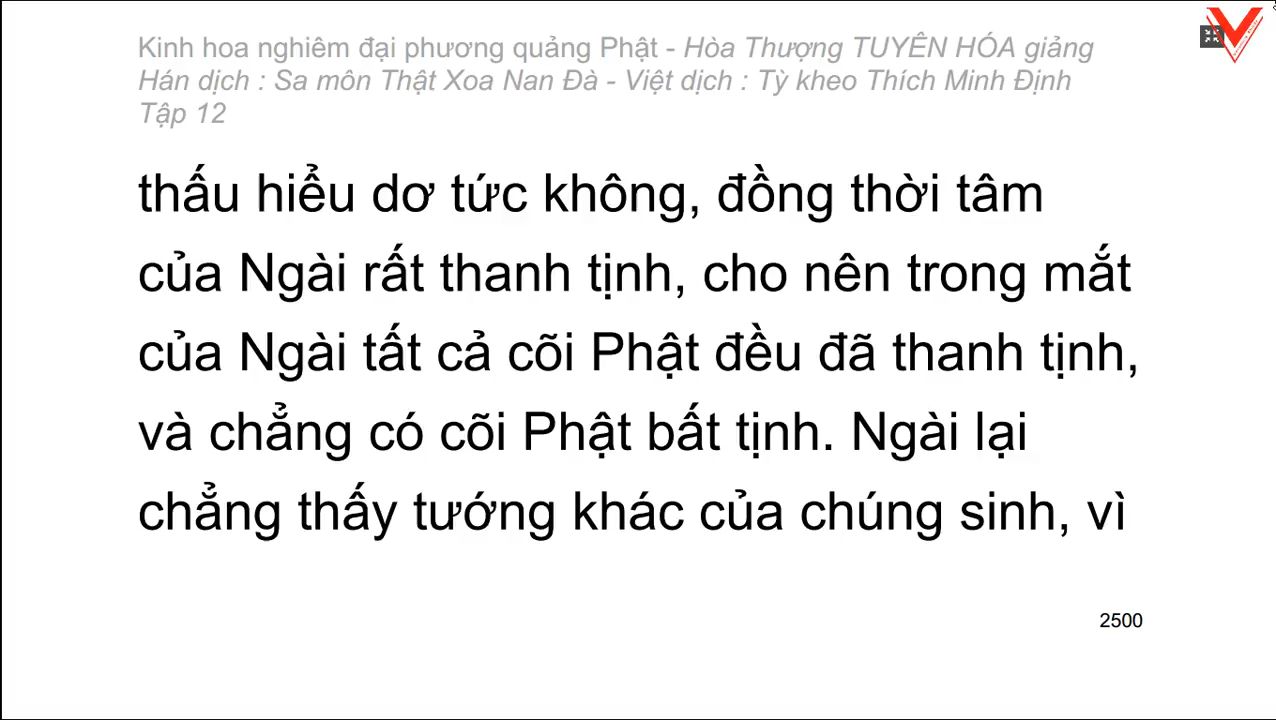 Kinh hoa nghiêm đại phương quảng Phật - Hòa Thượng TUYÊN HÓA giảng
Hán dịch : Sa môn Thật Xoa Nan Đà - Việt dịch : Tỳ kheo Thích Minh Định
Tập 12
thấu hiểu dơ tức không, đồng thời tâm
của Ngài rất thanh tịnh, cho nên trong mắt
của Ngài tất cả cõi Phật đều đã thanh tịnh,
và chẳng có cõi Phật bất tịnh. Ngài lại
chẳng thấy tướng khác của chúng sinh, vì
2500